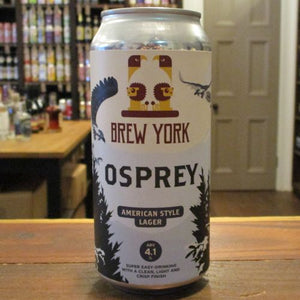 BREW YORK
OSPREY
AMERICAN STYLE
LAGER
ABV
4.1
SUPER EASY-DRINKING
WITH A CLEAN, LIGHT AND
CRISP FINISH